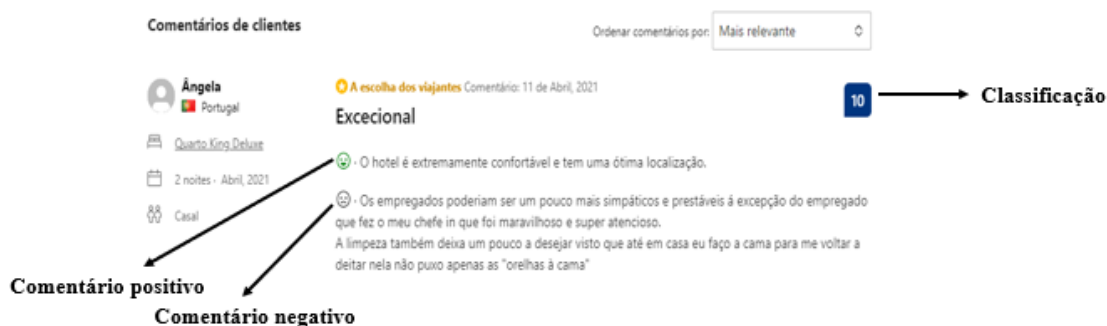 Comentários de clientes
Ordenar comentários por: Mais relevante
Ângela
Portugal
Quarto King Deluxe
2 noites · Abril, 2021
Casal
A escolha dos viajantes Comentário: 11 de Abril, 2021
Excecional
10
Classificação
· O hotel é extremamente confortável e tem uma ótima localização.
· Os empregados poderiam ser um pouco mais simpáticos e prestáveis á excepção do empregado
que fez o meu chefe in que foi maravilhoso e super atencioso.
A limpeza também deixa um pouco a desejar visto que até em casa eu faço a cama para me voltar a
deitar nela não puxo apenas as "orelhas à cama"
Comentário positivo
Comentário negativo